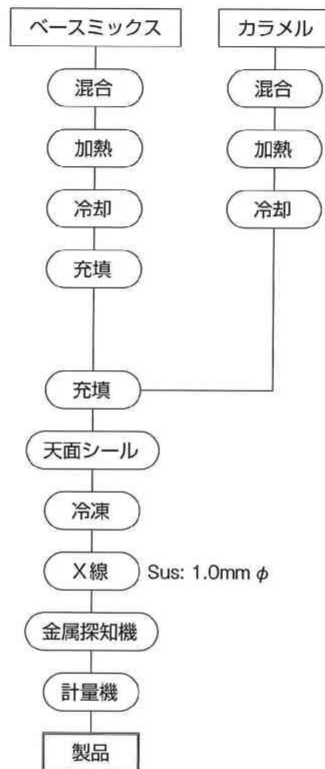 ベースミックス
カラメル
混合
混合
加熱
加熱
冷却
冷却
充填
充填
天面シール
冷凍
X線 Sus: 1.0mm φ
金属探知機
計量機
製品